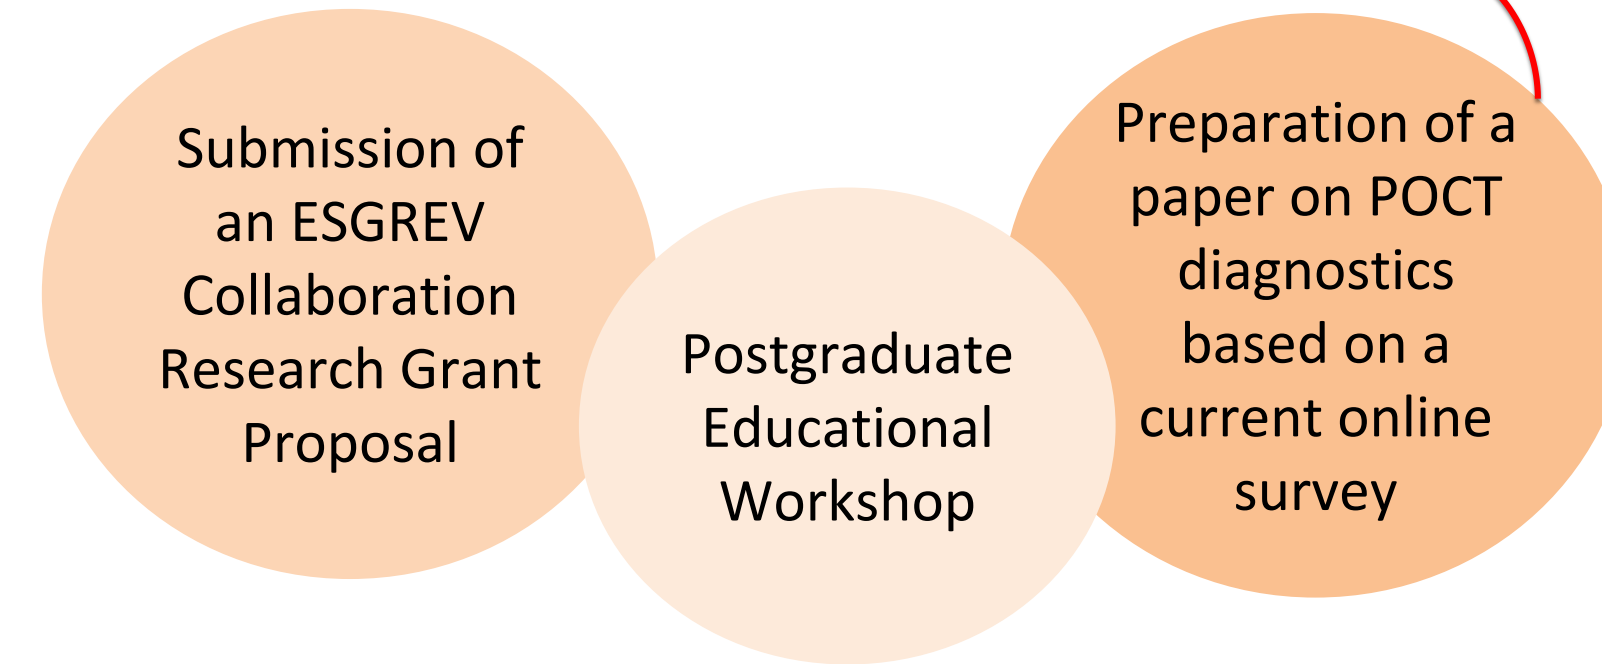 Submission of
an ESGREV
Collaboration
Research Grant
Proposal
Postgraduate
Educational
Workshop
Preparation of a
paper on POCT
diagnostics
based on a
current online
survey